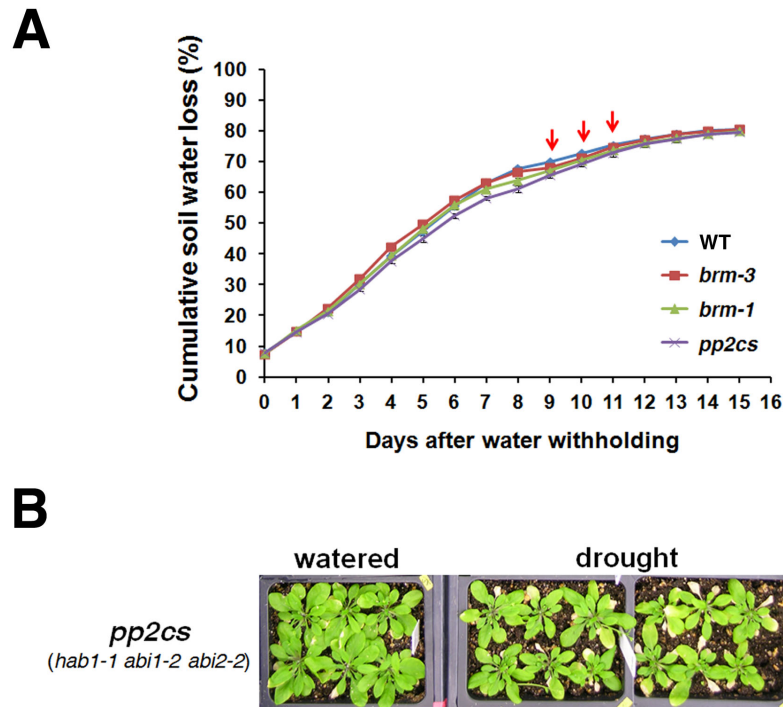 A
Cumulative soil water loss (%)
100
90
80
70
60
50
40
30
20
10
0
0 1 2 3 4 5 6 7 8 9 10 11 12 13 14 15 16
Days after water withholding
WT
brm-3
brm-1
pp2cs
B
watered drought
pp2cs
(hab1-1 abi1-2 abi2-2)